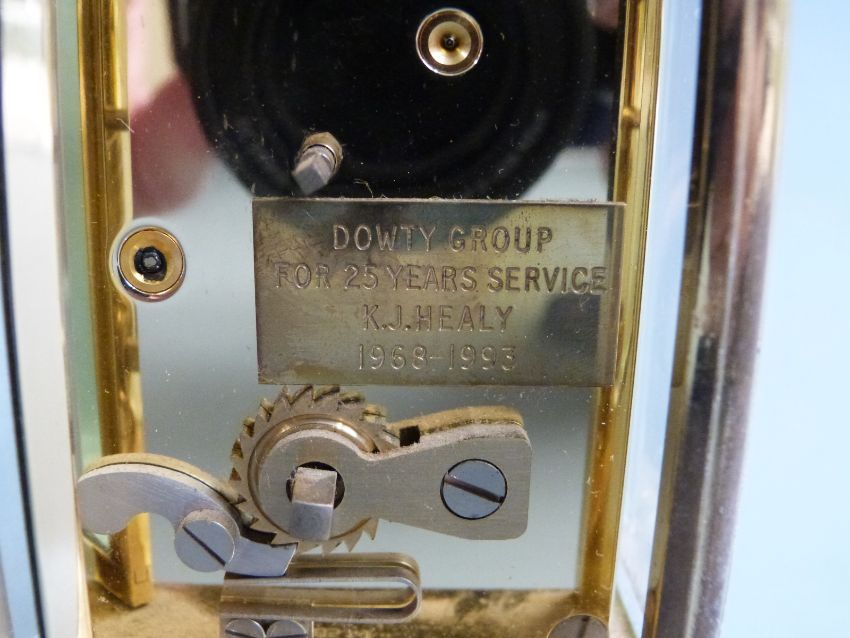 DOWTY GROUP
FOR 25 YEARS SERVICE
K.J. HEALY
1968-1993